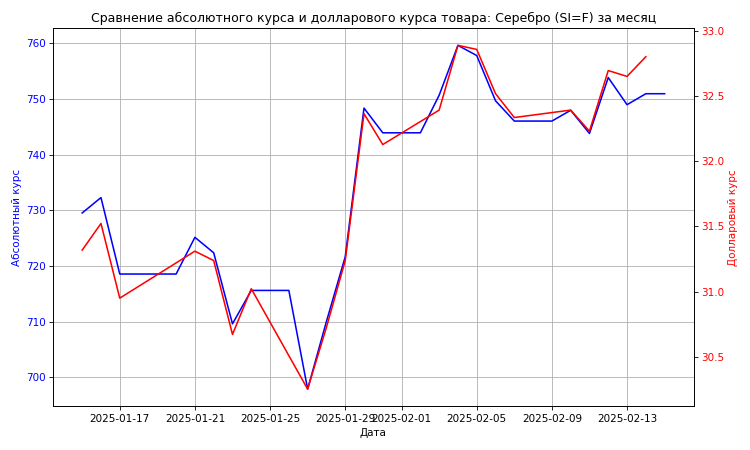 Сравнение абсолютного курса и долларового курса товара: Серебро (SI=F) за месяц
Абсолютный курс
760
750
740
730
720
710
700
33.0
32.5
32.0
31.5
31.0
30.5
Долларовый курс
2025-01-17 2025-01-21 2025-01-25 2025-01-29 2025-02-01 2025-02-05 2025-02-09 2025-02-13
Дата